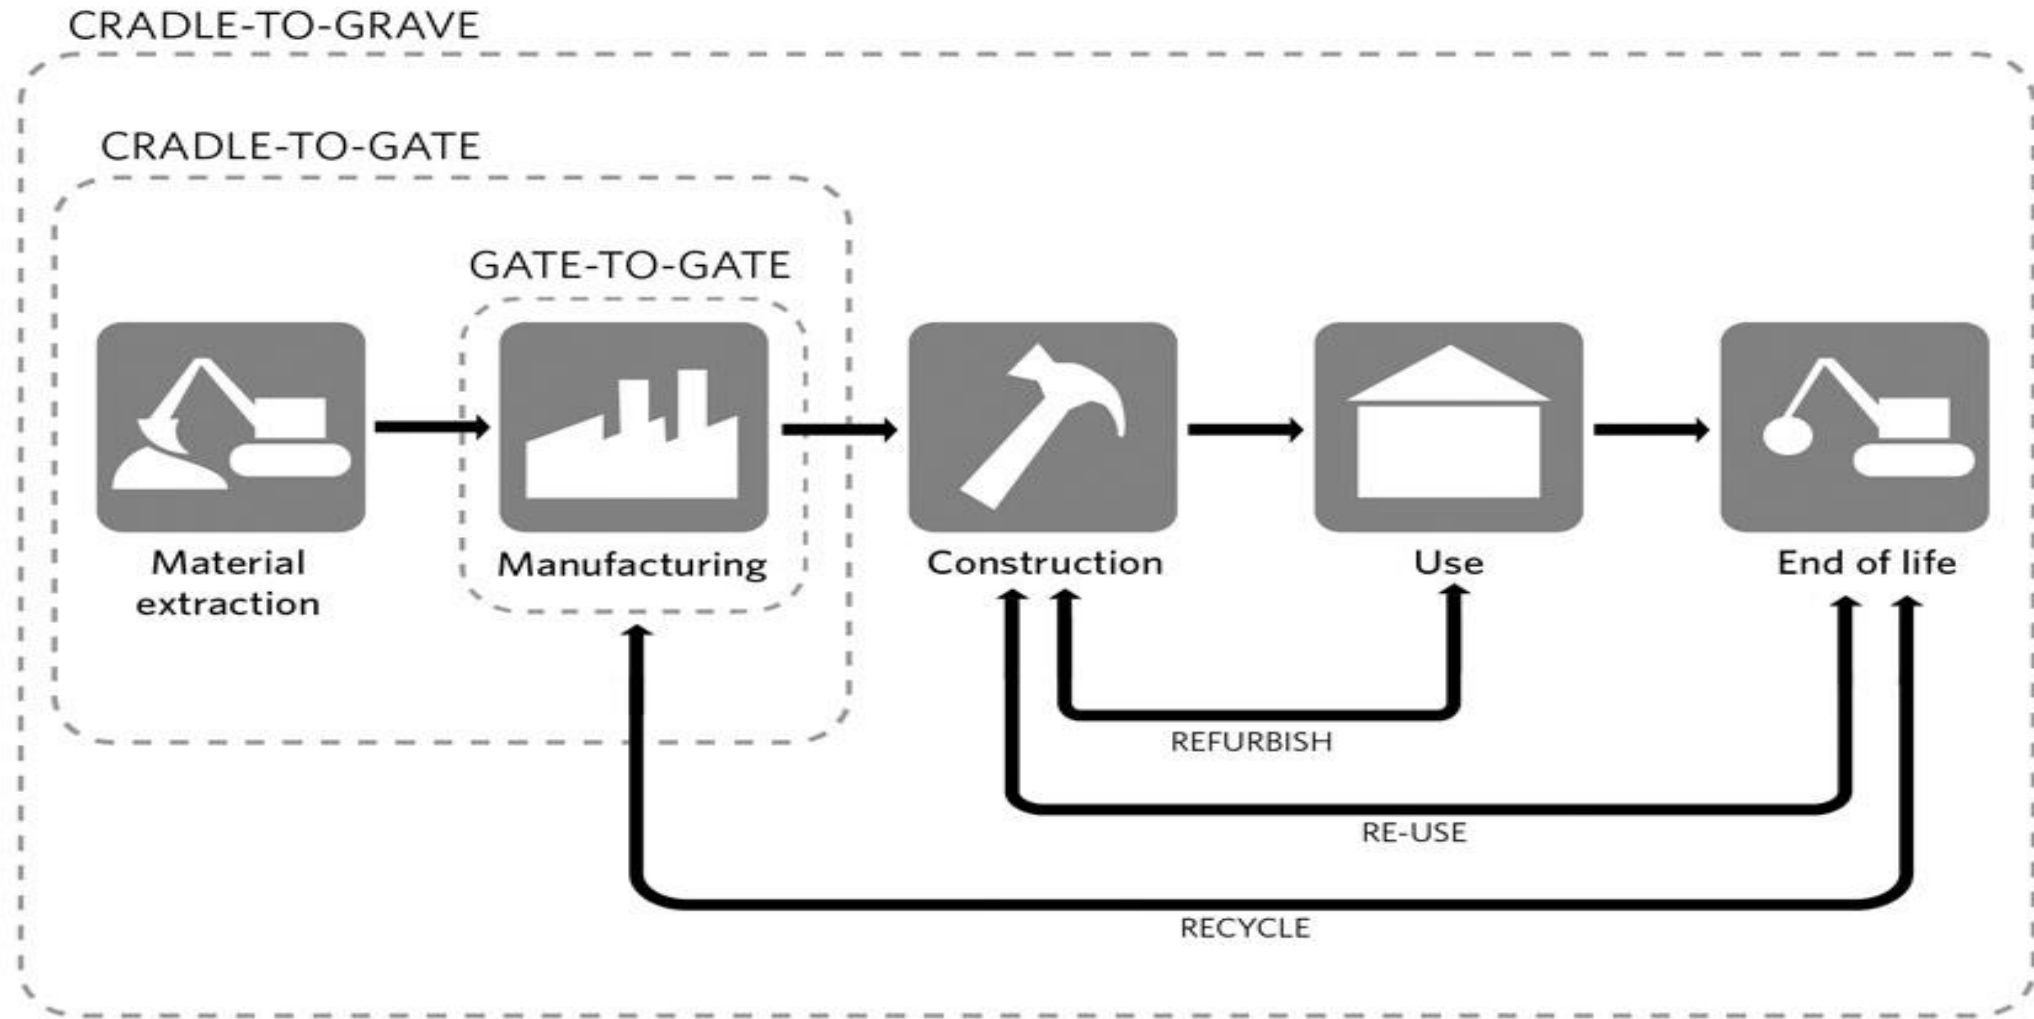 CRADLE-TO-GRAVE
CRADLE-TO-GATE
GATE-TO-GATE
Material
extraction
Manufacturing
Construction
Use
End of life
REFURBISH
RE-USE
RECYCLE